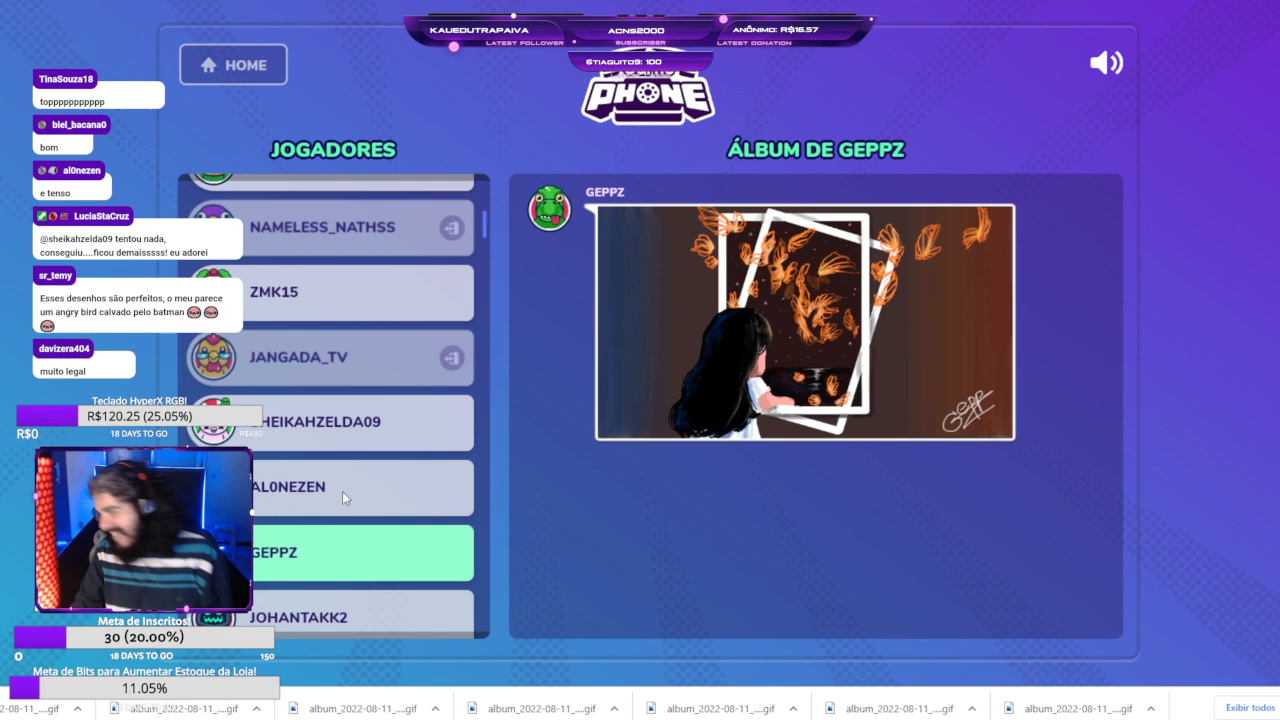 KAUEDUTRAPAIVA
LATEST FOLLOWER
ACNS2000
SUBSCRIBER
ANÔNIMO: R$16.57
LATEST DONATION
6TIAGUITO9: 100
HOME
PHONE
JOGADORES
ÁLBUM DE GEPPZ
TinaSouza18
topppppppppp
biel_bacana0
bom
al0nezen
e tenso
LuciaStaCruz
@sheikahzelda09 tentou nada,
conseguiu....ficou demaisssss! eu adorei
sr_temy
Esses desenhos são perfeitos, o meu parece
um angry bird calvado pelo batman
davizera404
muito legal
NAMELESS_NATHSS
ZMK15
JANGADA_TV
SHEIKAHZELDA09
AL0NEZEN
GEPPZ
JOHANTAKK2
GEPPZ
GEPP
Teclado HyperX RGB!
R$120.25 (25.05%)
R$0
18 DAYS TO GO
R$480
Meta de Inscritos!
30 (20.00%)
0
18 DAYS TO GO
150
Meta de Bits para Aumentar Estoque da Loja!
11.05%
2-08-11_....gif
album_2022-08-11_....gif
album_2022-08-11_....gif
album_2022-08-11_....gif
album_2022-08-11_....gif
album_2022-08-11_....gif
album_2022-08-11_....gif
Exibir todos